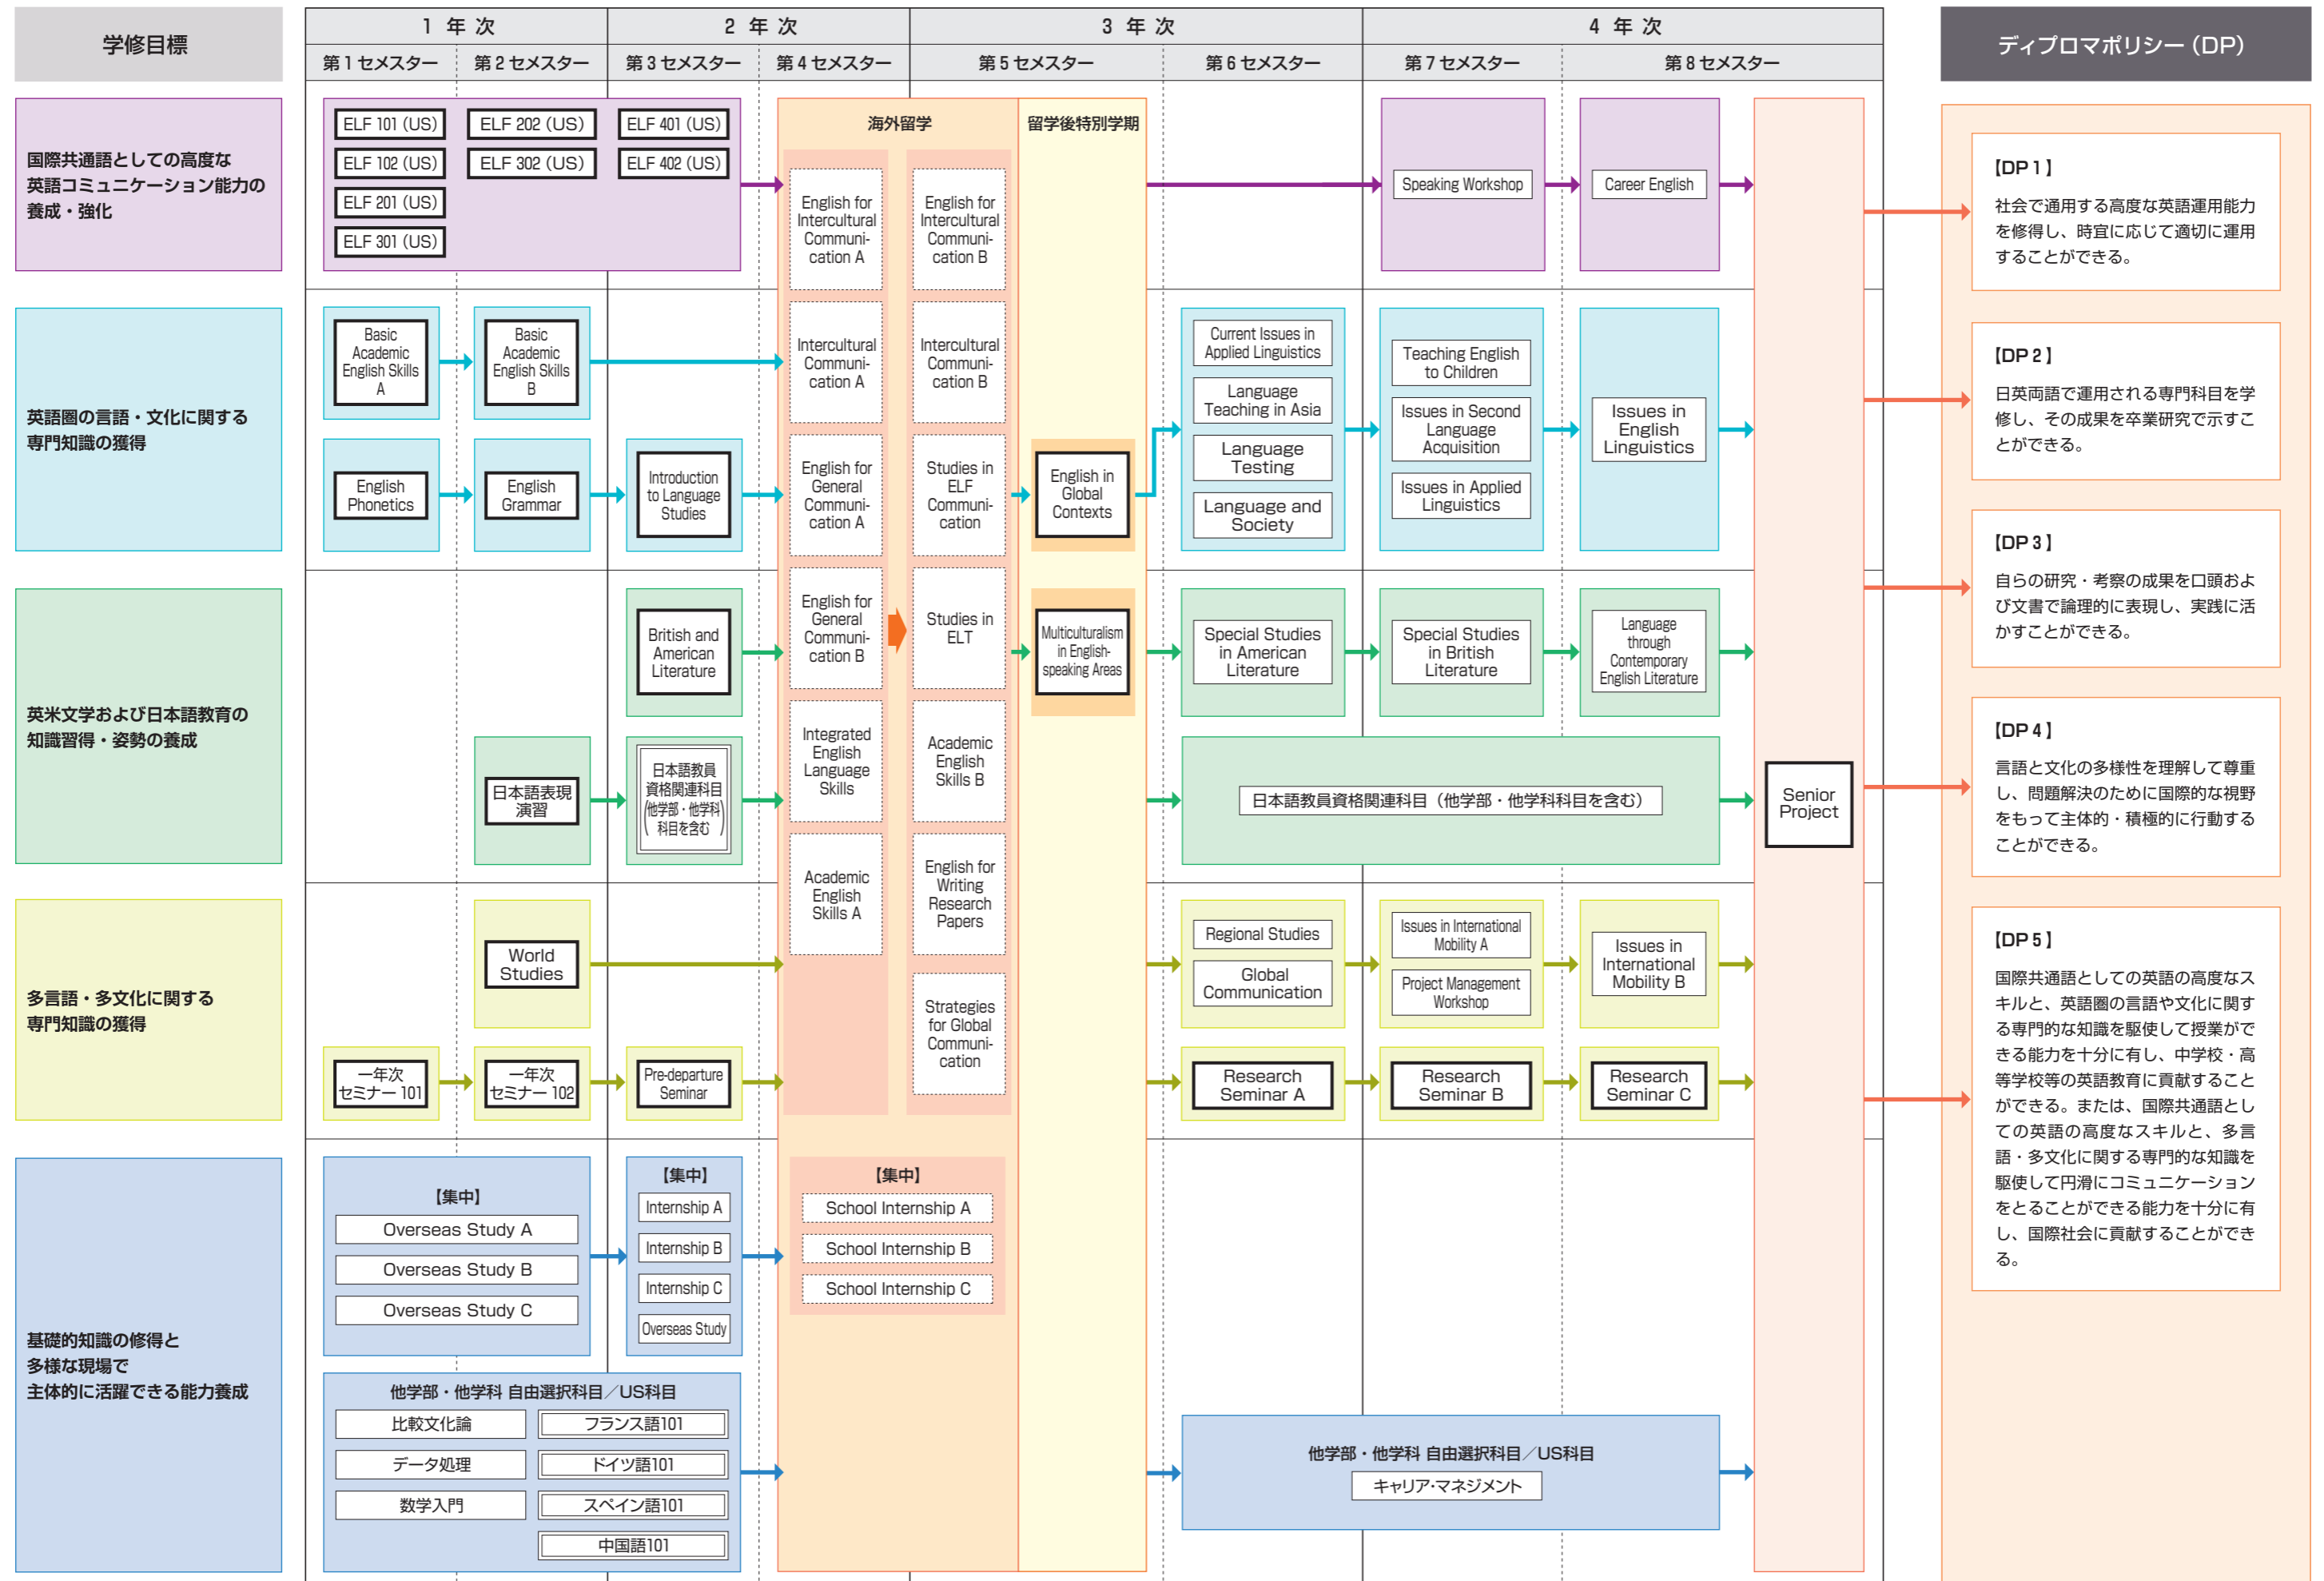 学修目標
1 年 次
2 年 次
3 年 次
4 年 次
ディプロマポリシー（DP）
第1セメスター
第2セメスター
第3セメスター
第4セメスター
第5セメスター
第6セメスター
第7セメスター
第8セメスター
国際共通語としての高度な
英語コミュニケーション能力の
養成・強化
ELF 101（US）
ELF 102（US）
ELF 201（US）
ELF 301（US）
ELF 202（US）
ELF 302（US）
ELF 401（US）
ELF 402（US）
海外留学
留学後特別学期
English for
Intercultural
Communi-
cation A
Intercultural
Communi-
cation A
English for
General
Communi-
cation A
English for
General
Communi-
cation B
Integrated
English
Language
Skills
Academic
English
Skills A
English for
Intercultural
Communi-
cation B
Intercultural
Communi-
cation B
Studies in
ELF
Communi-
cation
Studies in
ELT
Academic
English
Skills B
English for
Writing
Research
Papers
Strategies
for Global
Communi-
cation
Speaking Workshop
Career English
英語圏の言語・文化に関する
専門知識の獲得
Basic
Academic
English Skills
A
Basic
Academic
English Skills
B
English
Phonetics
English
Grammar
Introduction
to Language
Studies
English in
Global
Contexts
Current Issues in
Applied Linguistics
Language
Teaching in Asia
Language
Testing
Language and
Society
Teaching English
to Children
Issues in Second
Language
Acquisition
Issues in Applied
Linguistics
Issues in
English
Linguistics
英米文学および日本語教育の
知識習得・姿勢の養成
British and
American
Literature
Multiculturalism
in English-
speaking Areas
Special Studies
in American
Literature
Special Studies
in British
Literature
Language
through
Contemporary
English Literature
日本語表現
演習
日本語教員
資格関連科目
（他学部・他学科
科目を含む）
日本語教員資格関連科目（他学部・他学科科目を含む）
Senior
Project
多言語・多文化に関する
専門知識の獲得
World
Studies
Regional Studies
Global
Communication
Issues in International
Mobility A
Project Management
Workshop
Issues in
International
Mobility B
一年次
セミナー 101
一年次
セミナー 102
Pre-departure
Seminar
Research
Seminar A
Research
Seminar B
Research
Seminar C
基礎的知識の修得と
多様な現場で
主体的に活躍できる能力養成
【集中】
Overseas Study A
Overseas Study B
Overseas Study C
【集中】
Internship A
Internship B
Internship C
Overseas Study
【集中】
School Internship A
School Internship B
School Internship C
他学部・他学科 自由選択科目／US科目
比較文化論
データ処理
数学入門
フランス語101
ドイツ語101
スペイン語101
中国語101
他学部・他学科 自由選択科目／US科目
キャリア・マネジメント
【DP 1】
社会で通用する高度な英語運用能力
を修得し、時宜に応じて適切に運用
することができる。
【DP 2】
日英両語で運用される専門科目を学
修し、その成果を卒業研究で示すこ
とができる。
【DP 3】
自らの研究・考察の成果を口頭およ
び文書で論理的に表現し、実践に活
かすことができる。
【DP 4】
言語と文化の多様性を理解して尊重
し、問題解決のために国際的な視野
をもって主体的・積極的に行動する
ことができる。
【DP 5】
国際共通語としての英語の高度なス
キルと、英語圏の言語や文化に関す
る専門的な知識を駆使して授業がで
きる能力を十分に有し、中学校・高
等学校等の英語教育に貢献すること
ができる。または、国際共通語とし
ての英語の高度なスキルと、多言
語・多文化に関する専門的な知識を
駆使して円滑にコミュニケーション
をとることができる能力を十分に有
し、国際社会に貢献することができ
る。